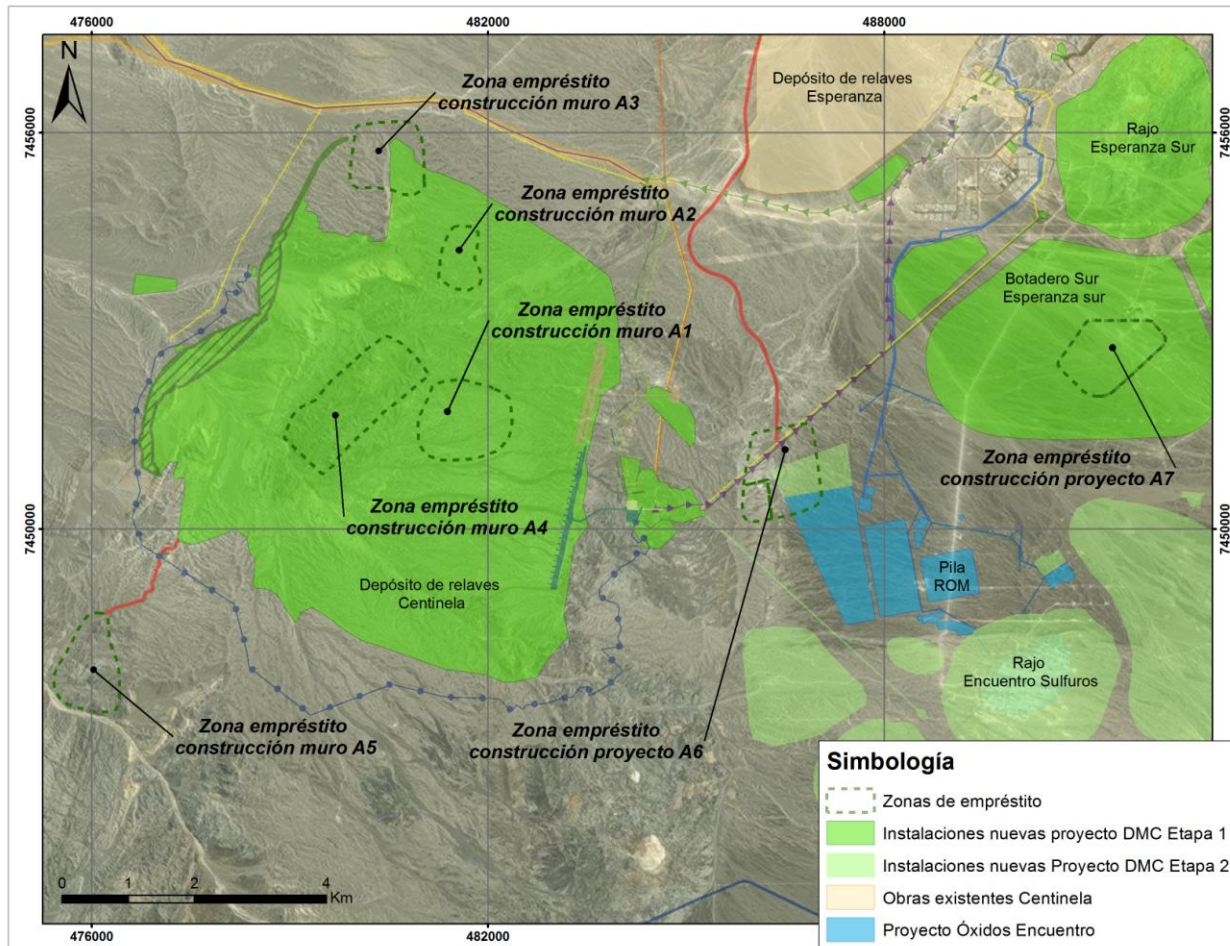 476000
482000
488000
N
Zona empréstito
construcción muro A3
Depósito de relaves
Esperanza
7456000
7456000
Rajo
Esperanza Sur
Zona empréstito
construcción muro A2
Botadero Sur
Esperanza sur
Zona empréstito
construcción muro A1
Zona empréstito
construcción proyecto A7
Zona empréstito
construcción muro A4
7450000
7450000
Depósito de relaves
Centinela
Pila
ROM
Rajo
Encuentro Sulfuros
Zona empréstito
construcción muro A5
Zona empréstito
construcción proyecto A6
Simbología
Zonas de empréstito
Instalaciones nuevas proyecto DMC Etapa 1
Instalaciones nuevas Proyecto DMC Etapa 2
Obras existentes Centinela
Proyecto Óxidos Encuentro
0 1 2 4
Km
476000
482000